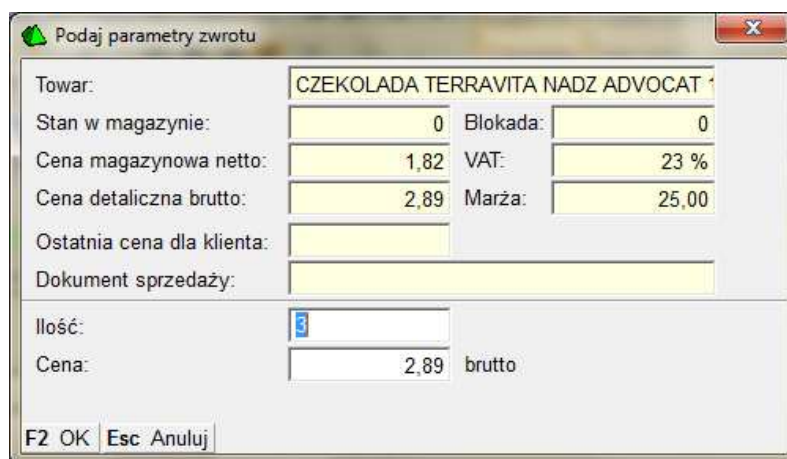 Podaj parametry zwrotu
Towar: CZEKOLADA TERRAVITA NADZ ADVOCAT
Stan w magazynie: 0 Blokada: 0
Cena magazynowa netto: 1,82 VAT: 23 %
Cena detaliczna brutto: 2,89 Marża: 25,00
Ostatnia cena dla klienta:
Dokument sprzedaży:
Ilość: 3
Cena: 2,89 brutto
F2 OK Esc Anuluj